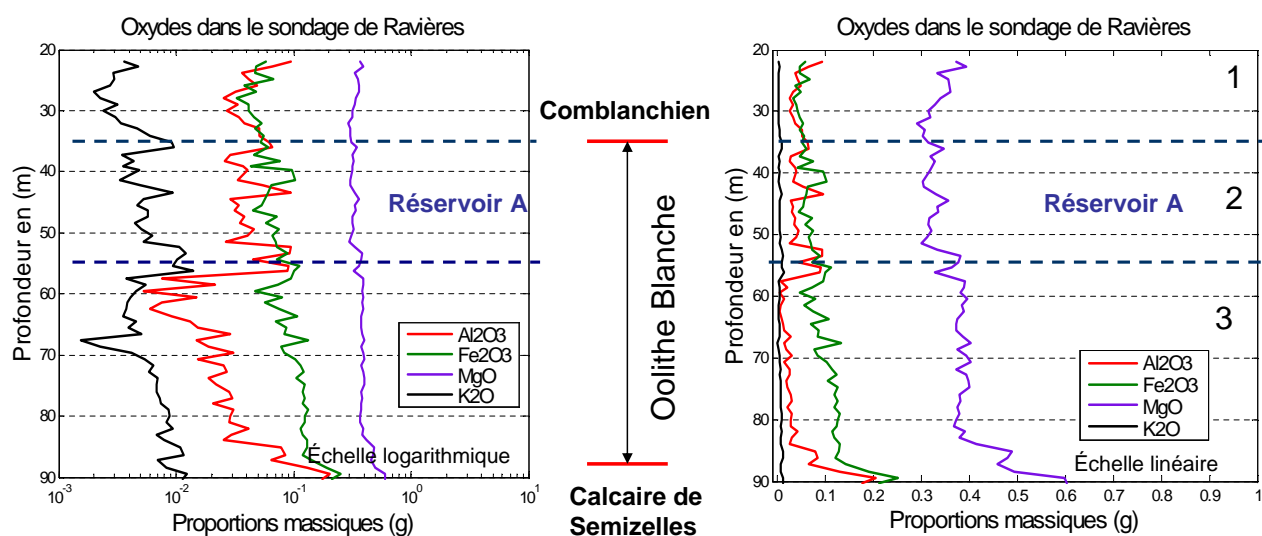 Oxydes dans le sondage de Ravières
20
30
40
50
60
70
80
90
Profondeur en (m)
Réservoir A
Al2O3
Fe2O3
MgO
K2O
Échelle logarithmique
10-3
10-2
10-1
100
101
Proportions massiques (g)
Comblanchien
Oolithe Blanche
Calcaire de
Semizelles
Oxydes dans le sondage de Ravières
20
30
40
50
60
70
80
90
Profondeur en (m)
1
Réservoir A
2
3
Al2O3
Fe2O3
MgO
K2O
Échelle linéaire
0 0.1 0.2 0.3 0.4 0.5 0.6 0.7 0.8 0.9 1
Proportions massiques (g)